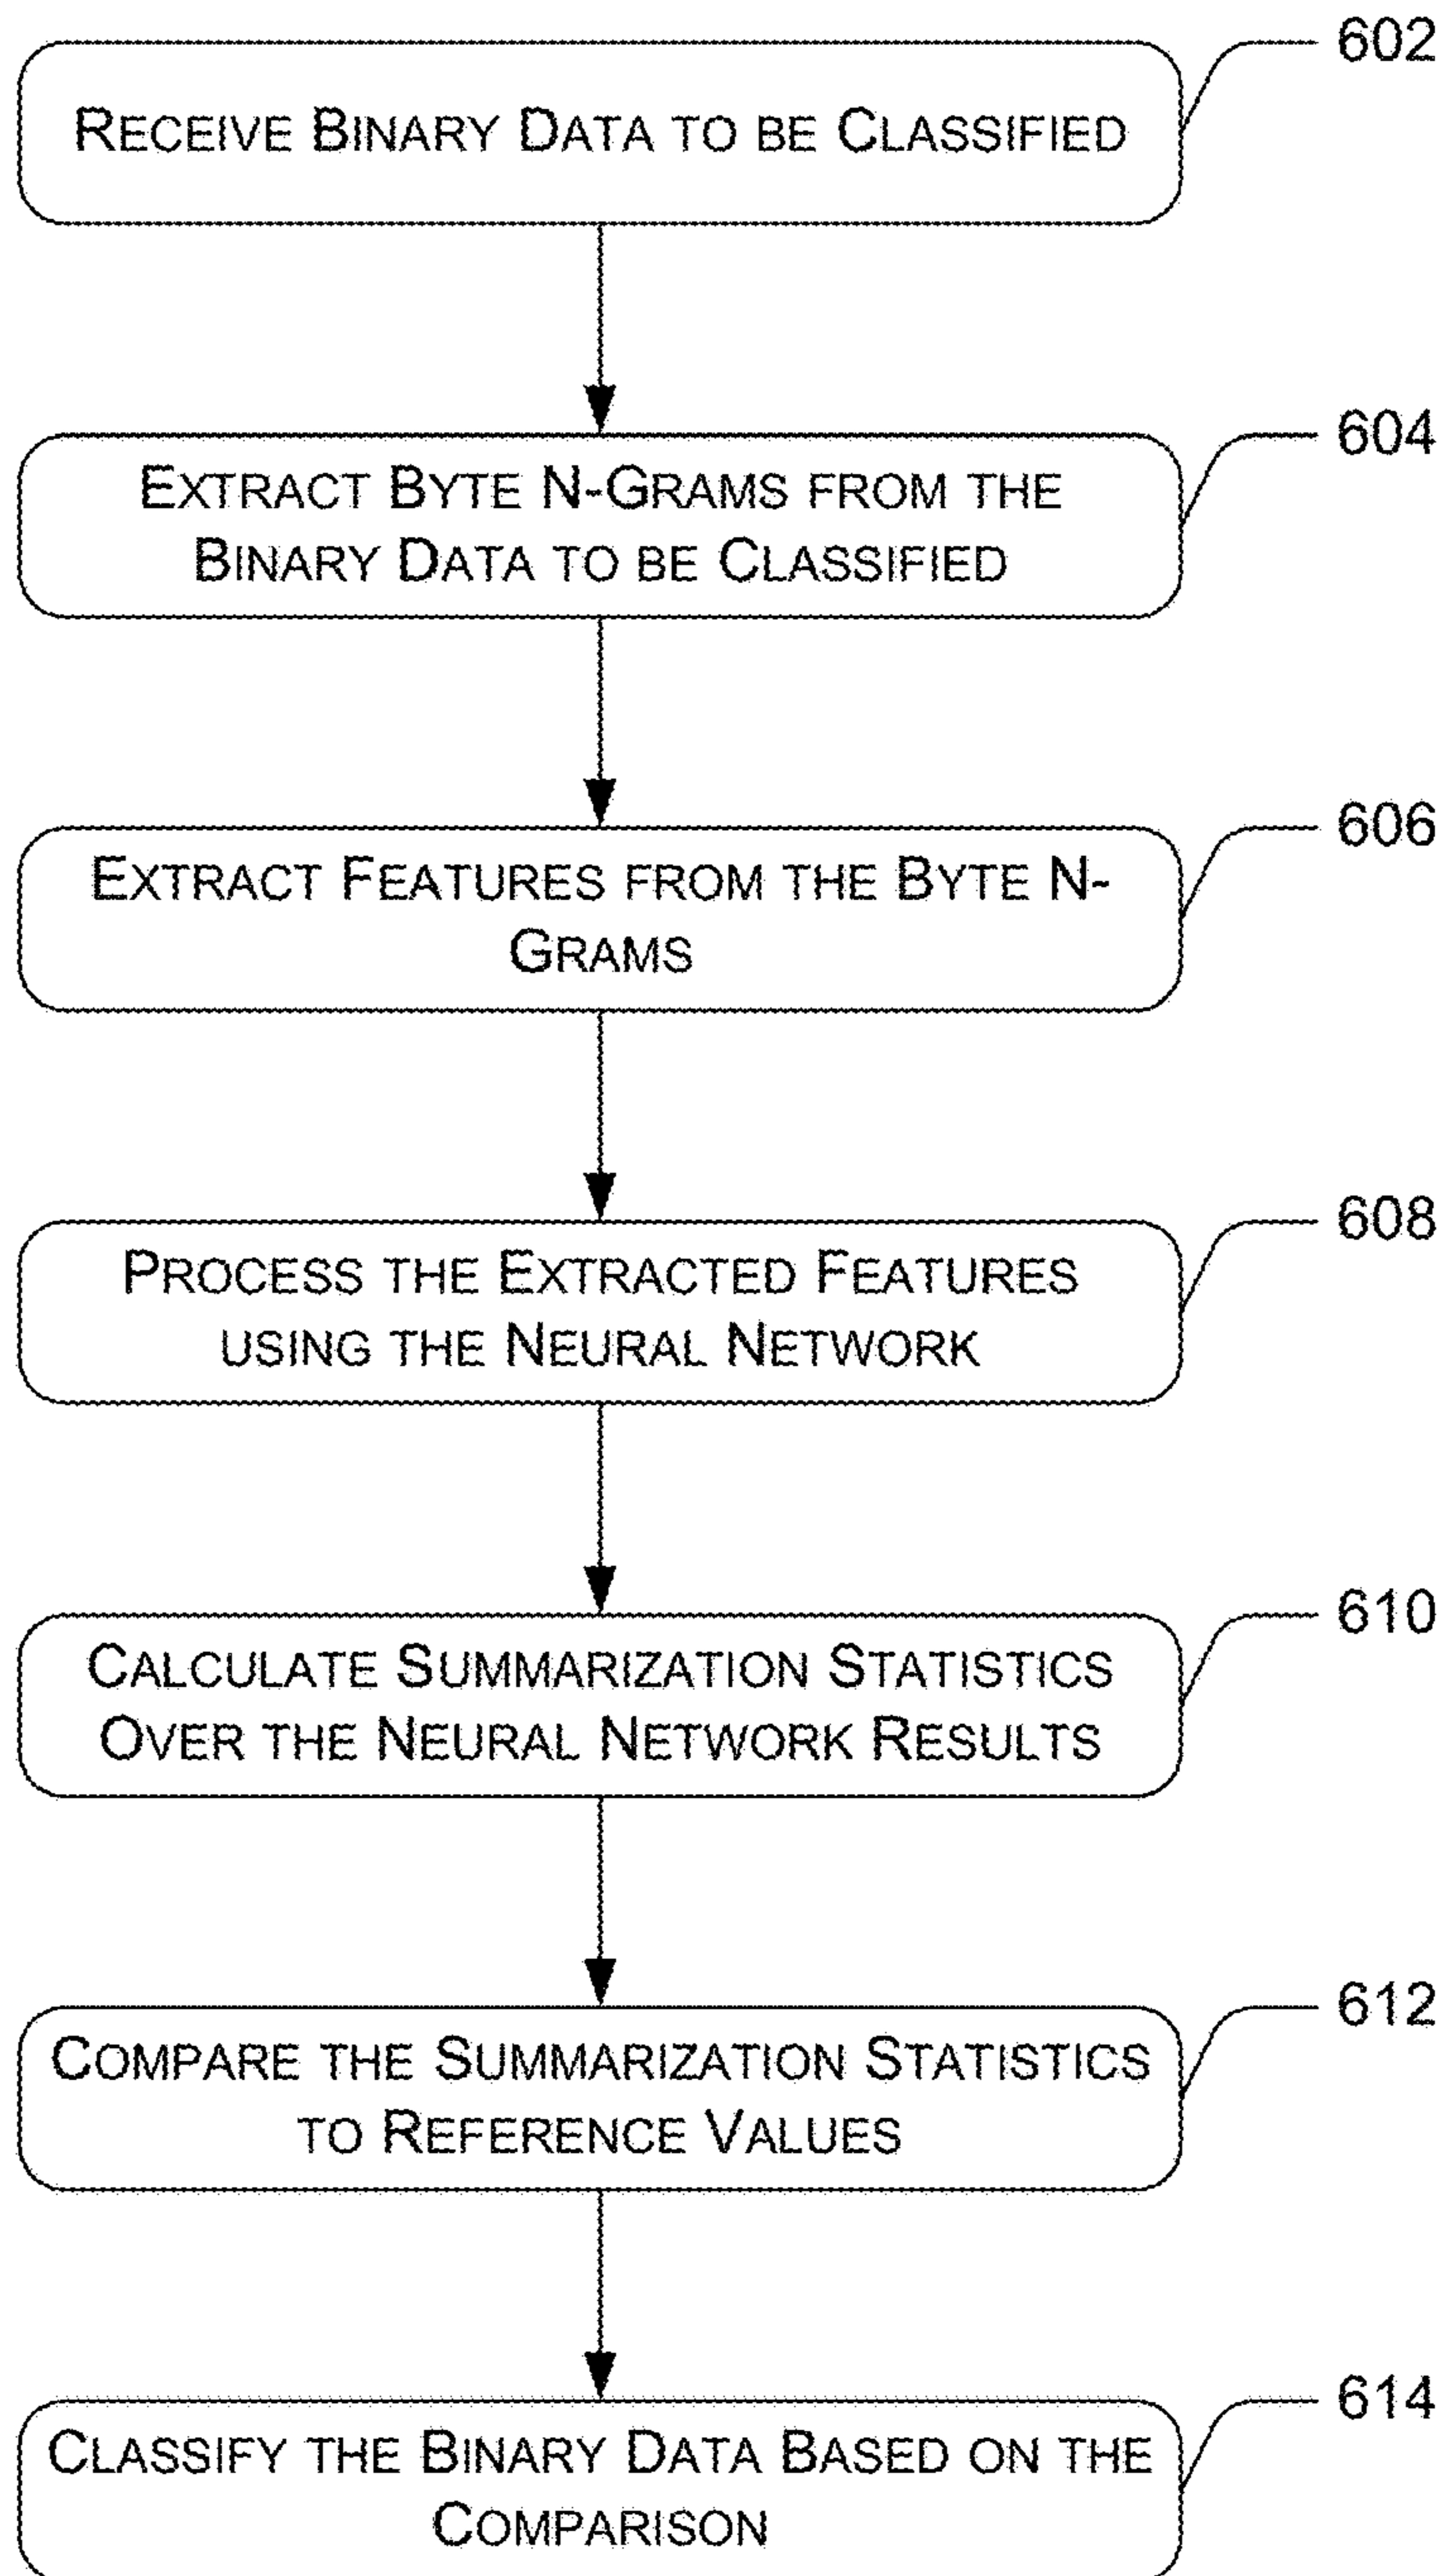 RECEIVE BINARY DATA TO BE CLASSIFIED
602
EXTRACT BYTE N-GRAMS FROM THE
BINARY DATA TO BE CLASSIFIED
604
EXTRACT FEATURES FROM THE BYTE N-
GRAMS
606
PROCESS THE EXTRACTED FEATURES
USING THE NEURAL NETWORK
608
CALCULATE SUMMARIZATION STATISTICS
OVER THE NEURAL NETWORK RESULTS
610
COMPARE THE SUMMARIZATION STATISTICS
TO REFERENCE VALUES
612
CLASSIFY THE BINARY DATA BASED ON THE
COMPARISON
614